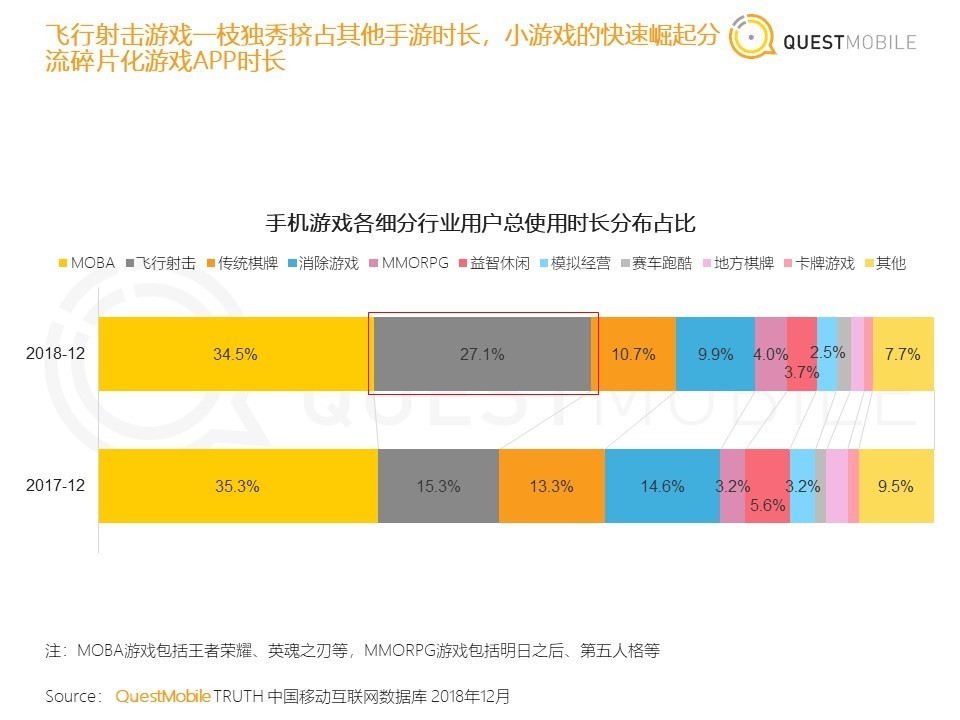 飞行射击游戏一枝独秀挤占其他手游时长，小游戏的快速崛起分
流碎片化游戏APP时长
QUESTMOBILE
手机游戏各细分行业用户总使用时长分布占比
MOBA 飞行射击 传统棋牌 消除游戏 MMORPG 益智休闲 模拟经营 赛车跑酷 地方棋牌 卡牌游戏 其他
2018-12 34.5% 27.1% 10.7% 9.9% 4.0% 3.7% 2.5% 7.7%
QUESTMOBILE
2017-12 35.3% 15.3% 13.3% 14.6% 3.2% 5.6% 3.2% 9.5%
注：MOBA游戏包括王者荣耀、英魂之刃等，MMORPG游戏包括明日之后、第五人格等
Source：QuestMobile TRUTH 中国移动互联网数据库 2018年12月